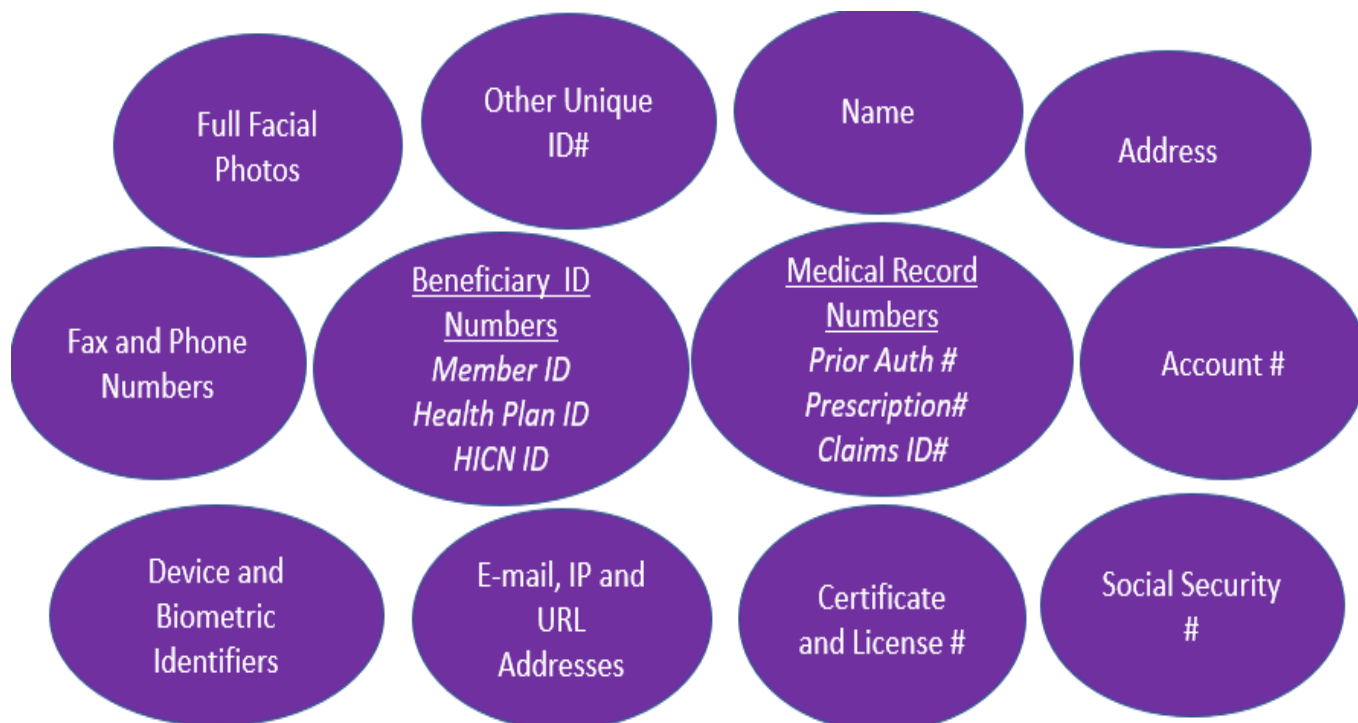 Full Facial
Photos
Other Unique
ID#
Name
Address
Fax and Phone
Numbers
Beneficiary  ID
Numbers
Member ID
Health Plan ID
HICN ID
Medical Record
Numbers
Prior Auth #
Prescription#
Claims ID#
Account #
Device and
Biometric
Identifiers
E-mail, IP and
URL
Addresses
Certificate
and License #
Social Security
#